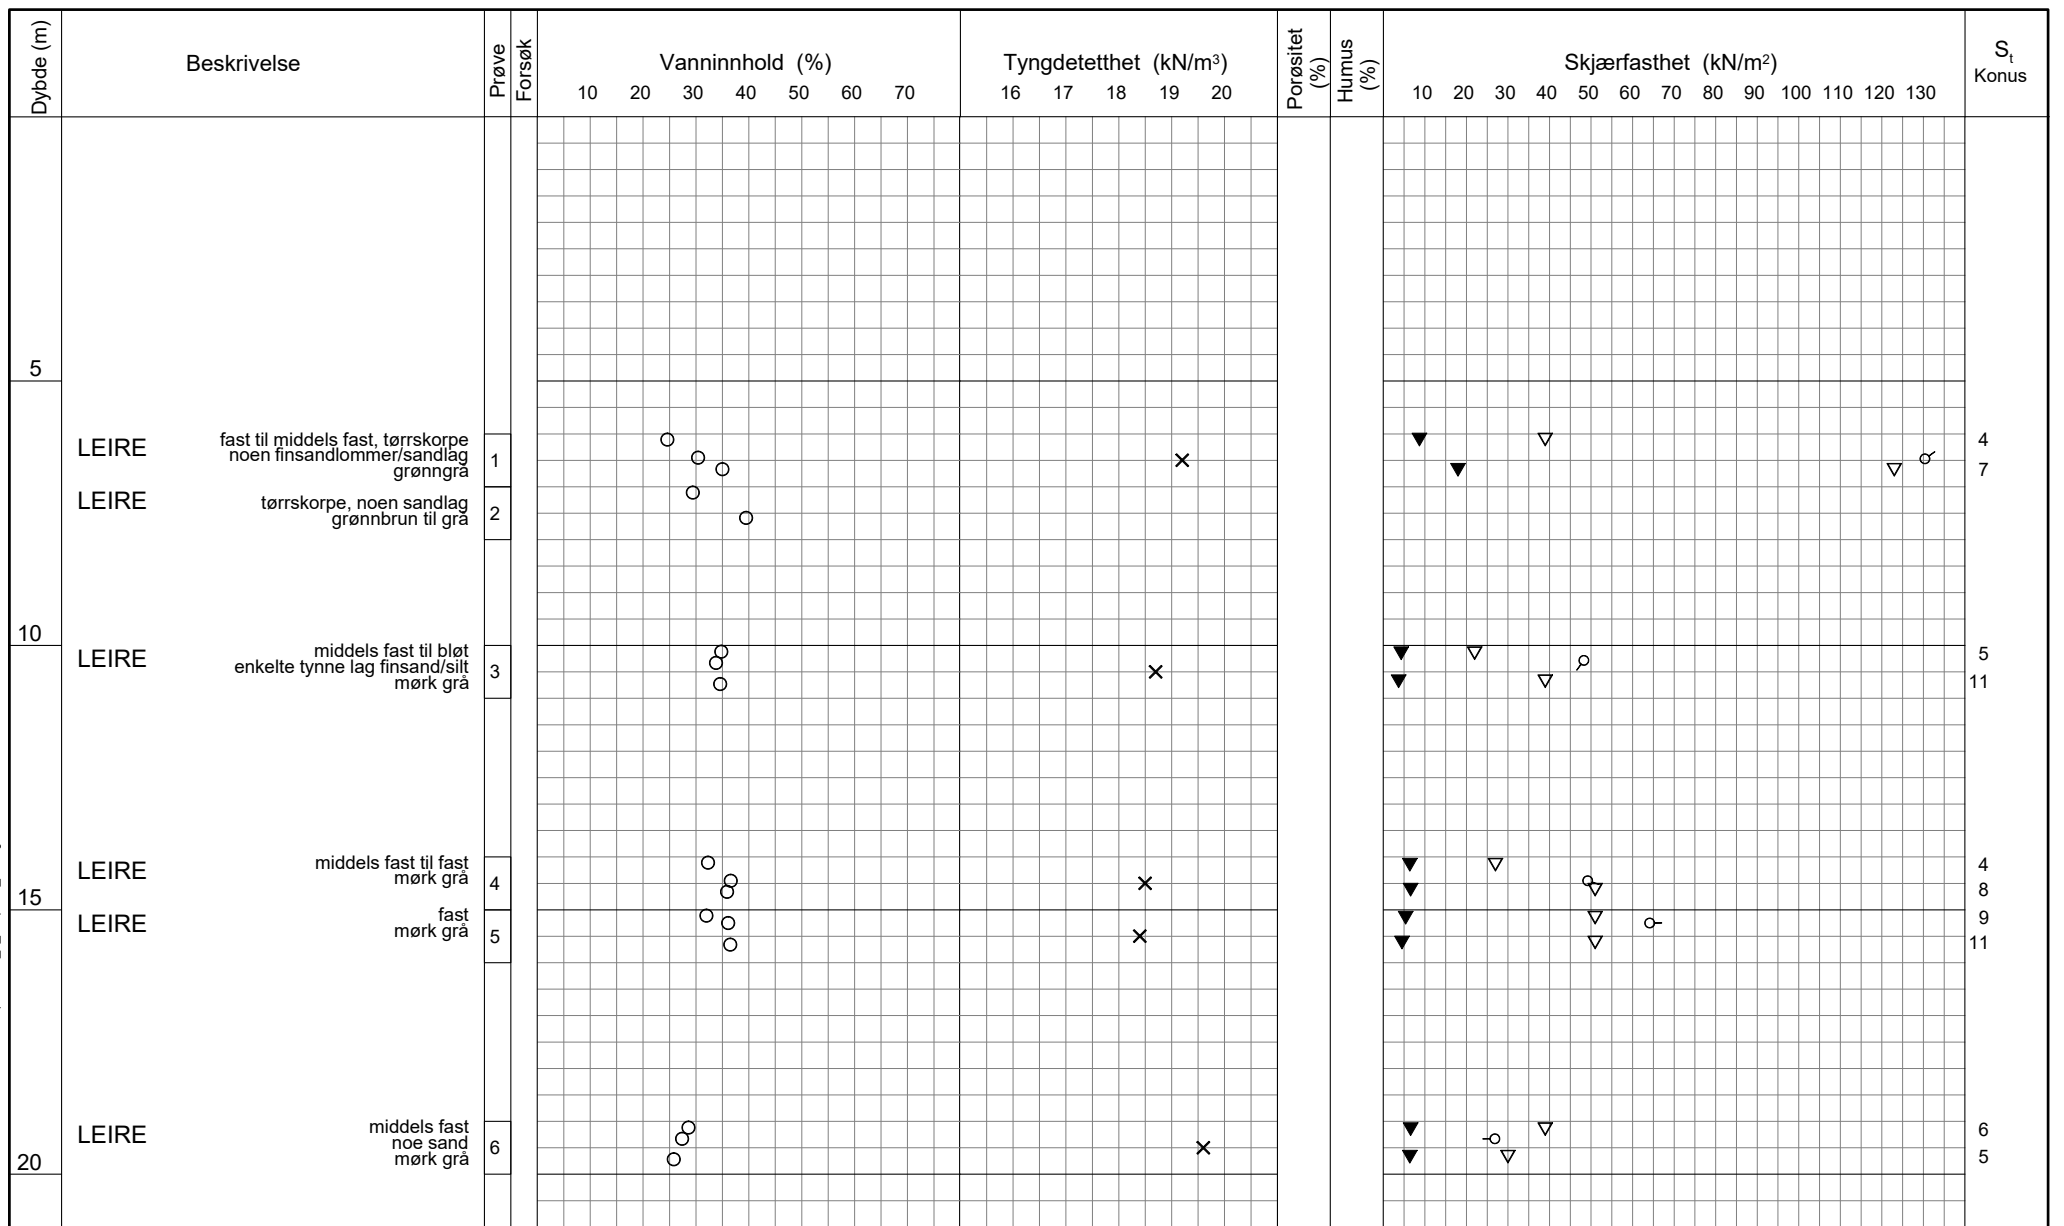 Dybde (m)
Beskrivelse
Prøve
Forsøk
Vanninnhold (%)
10 20 30 40 50 60 70
Tyngdetetthet (kN/m³)
16 17 18 19 20
Porøsitet
(%)
Humus
(%)
Skjærfasthet (kN/m²)
10 20 30 40 50 60 70 80 90 100 110 120 130
St
Konus
5
LEIRE
fast til middels fast, tørrskorpe
noen finsandlommer/sandlag
grønngrå
1
4
7
LEIRE
tørrskorpe, noen sandlag
grønnbrun til grå
2
10
LEIRE
middels fast til bløt
enkelte tynne lag finsand/silt
mørk grå
3
5
11
LEIRE
middels fast til fast
mørk grå
4
4
8
15
LEIRE
fast
mørk grå
5
9
11
LEIRE
middels fast
noe sand
mørk grå
6
6
5
20